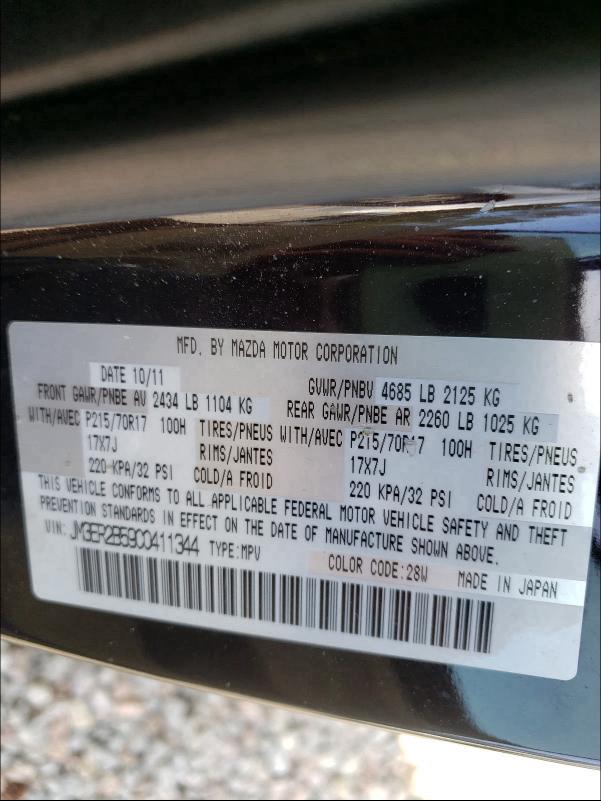 MFD. BY MAZDA MOTOR CORPORATION
DATE 10/11 GVWR/PNBV 4685 LB 2125 KG
FRONT GAWR/PNBE AV 2434 LB 1104 KG REAR GAWR/PNBE AR 2260 LB 1025 KG
WITH/AVEC P215/70R17 100H TIRES/PNEUS WITH/AVEC P215/70R17 100H TIRES/PNEUS
17X7J RIMS/JANTES 17X7J RIMS/JANTES
220 KPA/32 PSI COLD/A FROID 220 KPA/32 PSI COLD/A FROID
THIS VEHICLE CONFORMS TO ALL APPLICABLE FEDERAL MOTOR VEHICLE SAFETY AND THEFT
PREVENTION STANDARDS IN EFFECT ON THE DATE OF MANUFACTURE SHOWN ABOVE.
VIN: JM3ER2B59C0411344 TYPE:MPV
COLOR CODE:28W MADE IN JAPAN